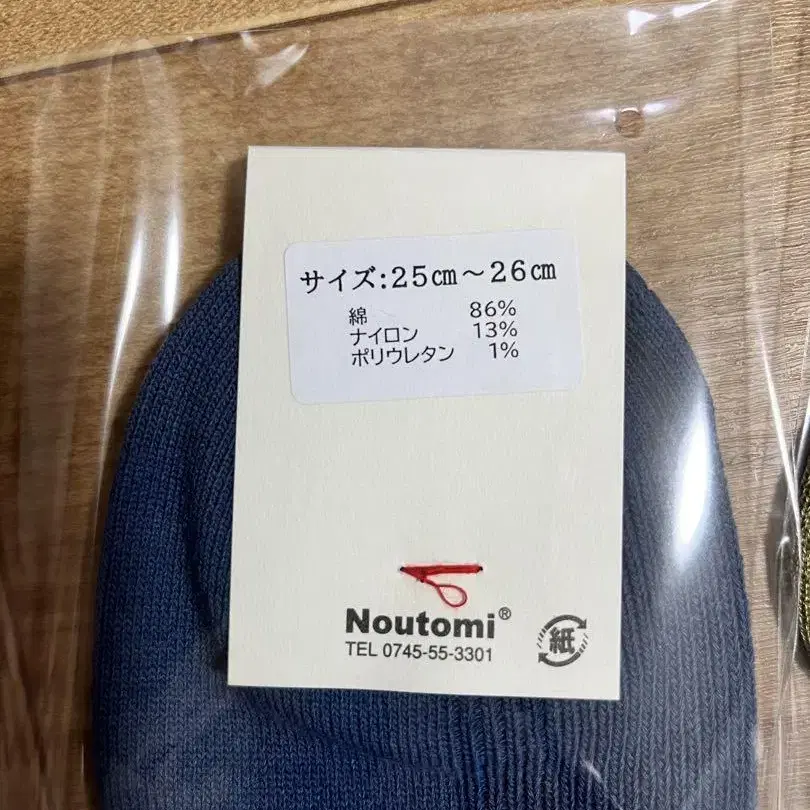 サイズ:25㎝～26㎝
綿 86%
ナイロン 13%
ポリウレタン 1%
Noutomi®
TEL 0745-55-3301
紙